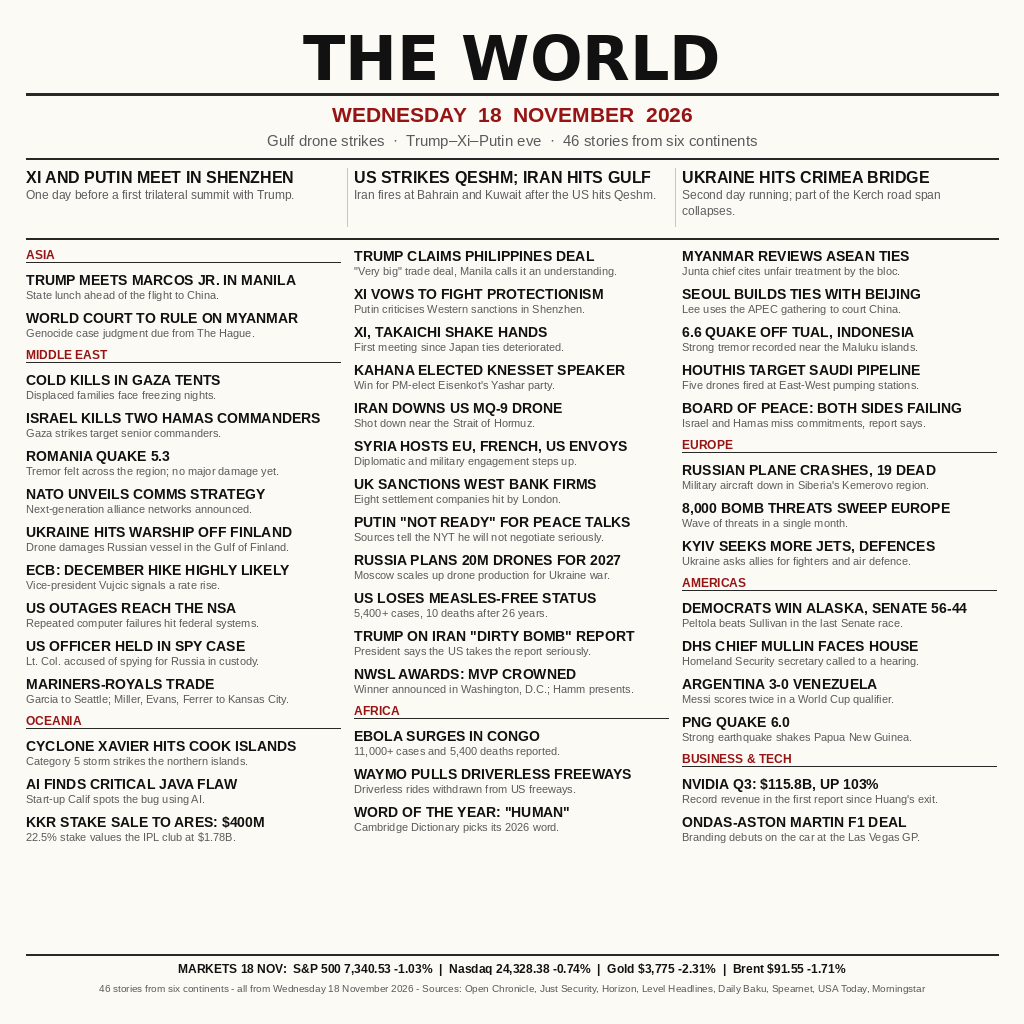 THE WORLD
WEDNESDAY 18 NOVEMBER 2026
Gulf drone strikes · Trump–Xi–Putin eve · 46 stories from six continents
XI AND PUTIN MEET IN SHENZHEN
One day before a first trilateral summit with Trump.
US STRIKES QESHM; IRAN HITS GULF
Iran fires at Bahrain and Kuwait after the US hits Qeshm.
UKRAINE HITS CRIMEA BRIDGE
Second day running; part of the Kerch road span
collapses.
ASIA
TRUMP MEETS MARCOS JR. IN MANILA
State lunch ahead of the flight to China.
WORLD COURT TO RULE ON MYANMAR
Genocide case judgment due from The Hague.
MIDDLE EAST
COLD KILLS IN GAZA TENTS
Displaced families face freezing nights.
ISRAEL KILLS TWO HAMAS COMMANDERS
Gaza strikes target senior commanders.
ROMANIA QUAKE 5.3
Tremor felt across the region; no major damage yet.
NATO UNVEILS COMMS STRATEGY
Next-generation alliance networks announced.
UKRAINE HITS WARSHIP OFF FINLAND
Drone damages Russian vessel in the Gulf of Finland.
ECB: DECEMBER HIKE HIGHLY LIKELY
Vice-president Vujcic signals a rate rise.
US OUTAGES REACH THE NSA
Repeated computer failures hit federal systems.
US OFFICER HELD IN SPY CASE
Lt. Col. accused of spying for Russia in custody.
MARINERS-ROYALS TRADE
Garcia to Seattle; Miller, Evans, Ferrer to Kansas City.
OCEANIA
CYCLONE XAVIER HITS COOK ISLANDS
Category 5 storm strikes the northern islands.
AI FINDS CRITICAL JAVA FLAW
Start-up Calif spots the bug using AI.
KKR STAKE SALE TO ARES: $400M
22.5% stake values the IPL club at $1.78B.
TRUMP CLAIMS PHILIPPINES DEAL
"Very big" trade deal, Manila calls it an understanding.
XI VOWS TO FIGHT PROTECTIONISM
Putin criticises Western sanctions in Shenzhen.
XI, TAKAICHI SHAKE HANDS
First meeting since Japan ties deteriorated.
KAHANA ELECTED KNESSET SPEAKER
Win for PM-elect Eisenkot's Yashar party.
IRAN DOWNS US MQ-9 DRONE
Shot down near the Strait of Hormuz.
SYRIA HOSTS EU, FRENCH, US ENVOYS
Diplomatic and military engagement steps up.
UK SANCTIONS WEST BANK FIRMS
Eight settlement companies hit by London.
PUTIN "NOT READY" FOR PEACE TALKS
Sources tell the NYT he will not negotiate seriously.
RUSSIA PLANS 20M DRONES FOR 2027
Moscow scales up drone production for Ukraine war.
US LOSES MEASLES-FREE STATUS
5,400+ cases, 10 deaths after 26 years.
TRUMP ON IRAN "DIRTY BOMB" REPORT
President says the US takes the report seriously.
NWSL AWARDS: MVP CROWNED
Winner announced in Washington, D.C.; Hamm presents.
AFRICA
EBOLA SURGES IN CONGO
11,000+ cases and 5,400 deaths reported.
WAYMO PULLS DRIVERLESS FREEWAYS
Driverless rides withdrawn from US freeways.
WORD OF THE YEAR: "HUMAN"
Cambridge Dictionary picks its 2026 word.
MYANMAR REVIEWS ASEAN TIES
Junta chief cites unfair treatment by the bloc.
SEOUL BUILDS TIES WITH BEIJING
Lee uses the APEC gathering to court China.
6.6 QUAKE OFF TUAL, INDONESIA
Strong tremor recorded near the Maluku islands.
HOUTHIS TARGET SAUDI PIPELINE
Five drones fired at East-West pumping stations.
BOARD OF PEACE: BOTH SIDES FAILING
Israel and Hamas miss commitments, report says.
EUROPE
RUSSIAN PLANE CRASHES, 19 DEAD
Military aircraft down in Siberia's Kemerovo region.
8,000 BOMB THREATS SWEEP EUROPE
Wave of threats in a single month.
KYIV SEEKS MORE JETS, DEFENCES
Ukraine asks allies for fighters and air defence.
AMERICAS
DEMOCRATS WIN ALASKA, SENATE 56-44
Peltola beats Sullivan in the last Senate race.
DHS CHIEF MULLIN FACES HOUSE
Homeland Security secretary called to a hearing.
ARGENTINA 3-0 VENEZUELA
Messi scores twice in a World Cup qualifier.
PNG QUAKE 6.0
Strong earthquake shakes Papua New Guinea.
BUSINESS & TECH
NVIDIA Q3: $115.8B, UP 103%
Record revenue in the first report since Huang's exit.
ONDAS-ASTON MARTIN F1 DEAL
Branding debuts on the car at the Las Vegas GP.
MARKETS 18 NOV: S&P 500 7,340.53 -1.03% | Nasdaq 24,328.38 -0.74% | Gold $3,775 -2.31% | Brent $91.55 -1.71%
46 stories from six continents - all from Wednesday 18 November 2026 - Sources: Open Chronicle, Just Security, Horizon, Level Headlines, Daily Baku, Spearnet, USA Today, Morningstar